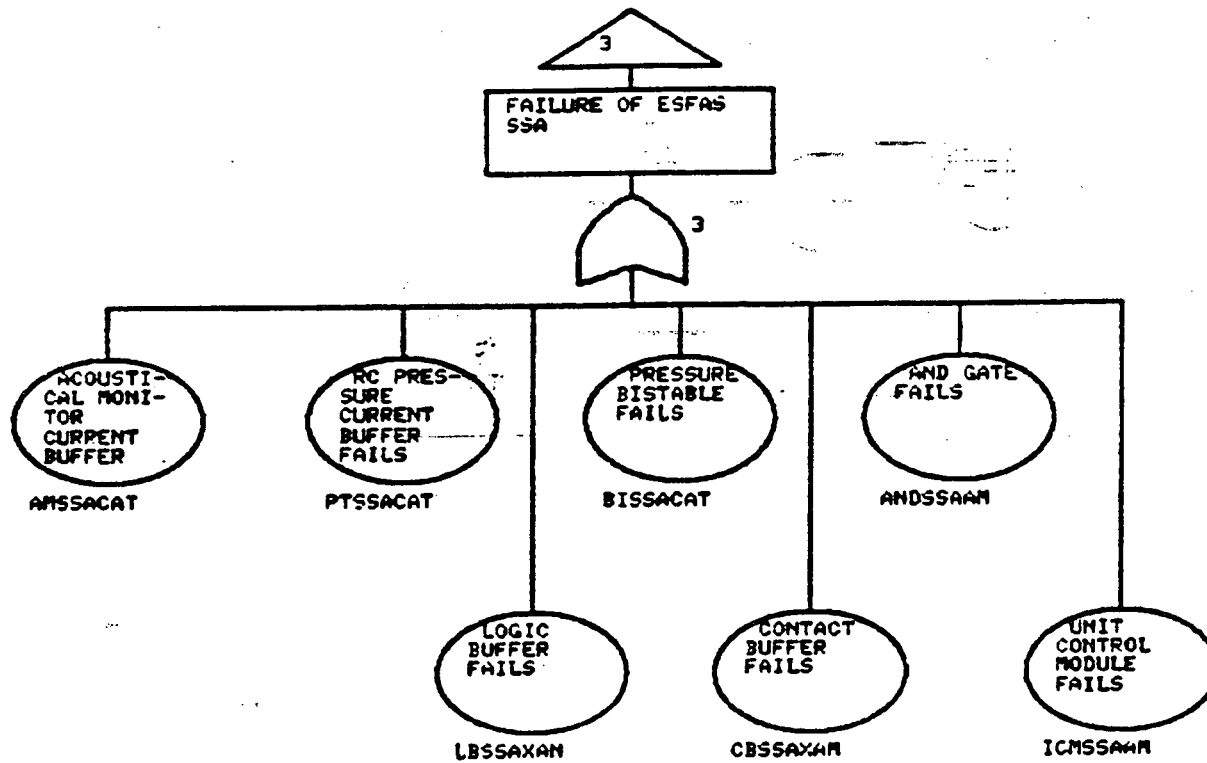 3
FAILURE OF ESFAS
SSA
3
ACOUSTI-
CAL MONI-
TOR
CURRENT
BUFFER
AMSSACAT
RC PRES-
SURE
CURRENT
BUFFER
FAILS
PTSSACAT
PRESSURE
BISTABLE
FAILS
BISSACAT
AND GATE
FAILS
ANDSSAAM
LOGIC
BUFFER
FAILS
LBSSAXAN
CONTACT
BUFFER
FAILS
CBSSAXAM
UNIT
CONTROL
MODULE
FAILS
ICMSSAAM